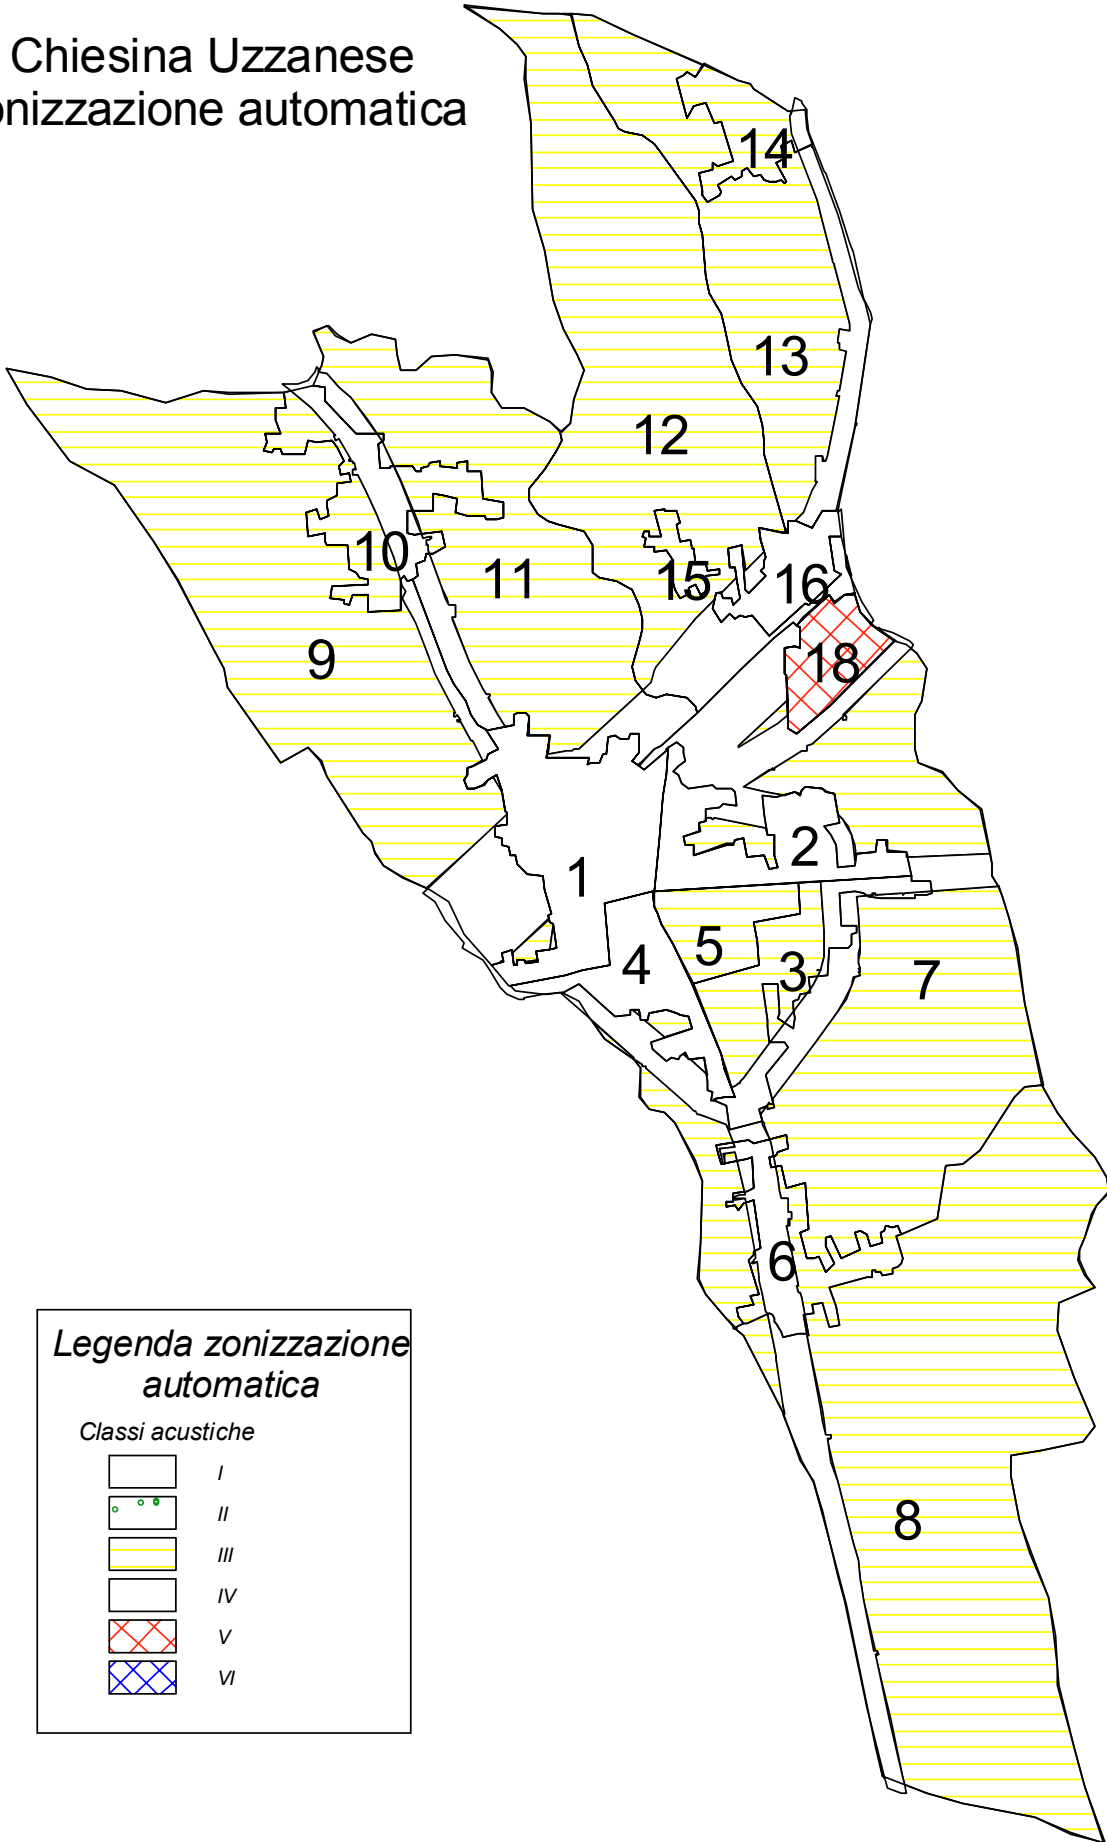 Chiesina Uzzanese
onizzazione automatica
14
13
12
15
16
10
11
18
9
2
1
5
4
3
7
6
8
Legenda zonizzazione
automatica
Classi acustiche
I
II
III
IV
V
VI